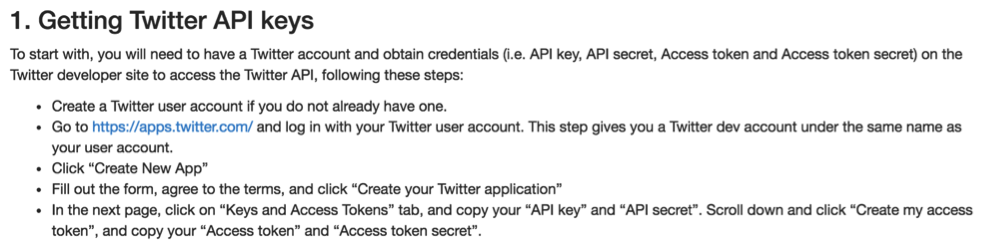 1. Getting Twitter API keys
To start with, you will need to have a Twitter account and obtain credentials (i.e. API key, API secret, Access token and Access token secret) on the
Twitter developer site to access the Twitter API, following these steps:
• Create a Twitter user account if you do not already have one.
• Go to https://apps.twitter.com/ and log in with your Twitter user account. This step gives you a Twitter dev account under the same name as
your user account.
• Click “Create New App”
• Fill out the form, agree to the terms, and click “Create your Twitter application”
• In the next page, click on “Keys and Access Tokens” tab, and copy your “API key” and “API secret”. Scroll down and click “Create my access
token”, and copy your “Access token” and “Access token secret”.